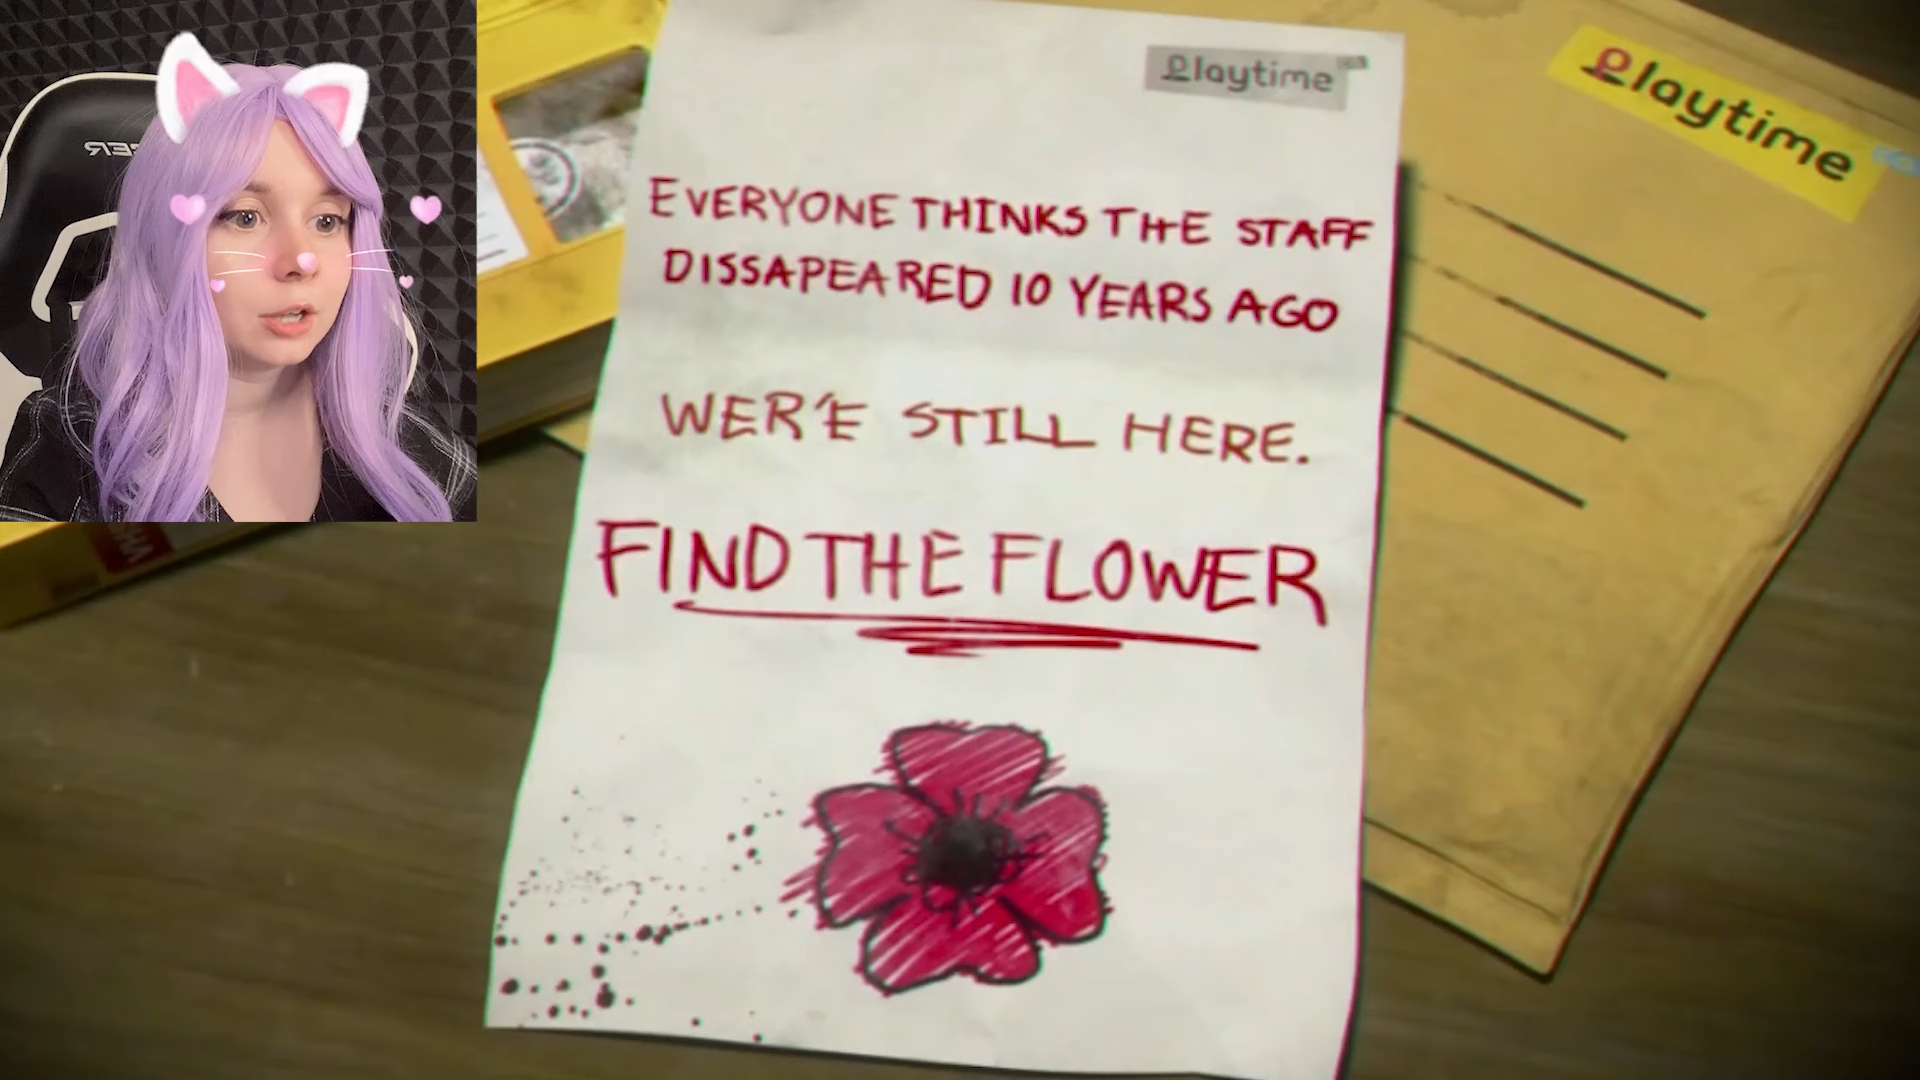 Playtime
Playtime
EVERYONE THINKS THE STAFF
DISSAPEARED 10 YEARS AGO
WER'E STILL HERE.
FIND THE FLOWER